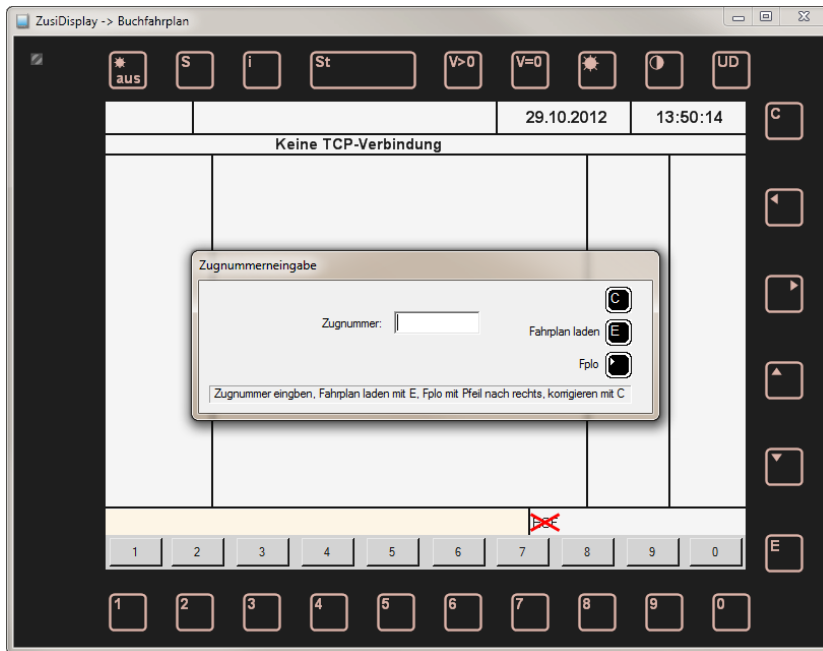 ZusiDisplay -> Buchfahrplan
aus S i St V>0 V=0 UD
29.10.2012 13:50:14 C
Keine TCP-Verbindung
Zugnummerneingabe
C
Zugnummer: Fahrplan laden E
Fplo
Zugnummer eingben, Fahrplan laden mit E, Fplo mit Pfeil nach rechts, korrigieren mit C
1 2 3 4 5 6 7 8 9 0 E
1 2 3 4 5 6 7 8 9 0